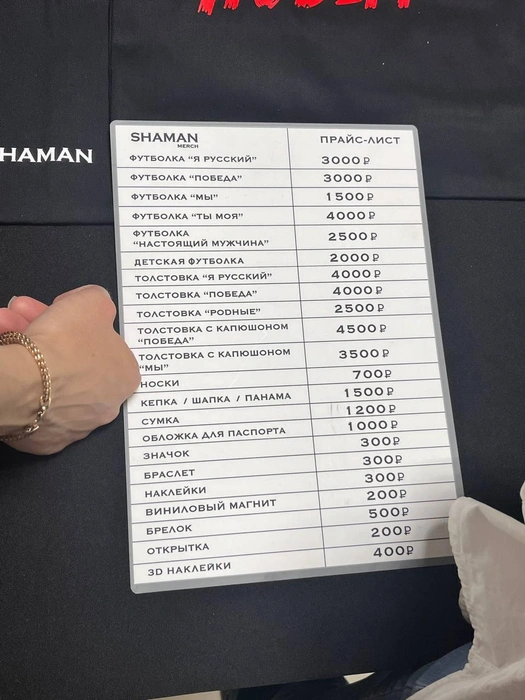 HAMAN
SHAMAN
MERCH
ПРАЙС-ЛИСТ
ФУТБОЛКА “Я РУССКИЙ” 3000₽
ФУТБОЛКА “ПОБЕДА” 3000₽
ФУТБОЛКА “МЫ” 1500₽
ФУТБОЛКА “ТЫ МОЯ” 4000₽
ФУТБОЛКА
“НАСТОЯЩИЙ МУЖЧИНА” 2500₽
ДЕТСКАЯ ФУТБОЛКА 2000₽
ТОЛСТОВКА “Я РУССКИЙ” 4000₽
ТОЛСТОВКА “ПОБЕДА” 4000₽
ТОЛСТОВКА “РОDНЫЕ” 2500₽
ТОЛСТОВКА С КАПЮШОНОМ
“ПОБЕДА” 4500₽
ТОЛСТОВКА С КАПЮШОНОМ
“МЫ” 3500₽
НОСКИ 700₽
КЕПКА / ШАПКА / ПАНАМА 1500₽
СУМКА 1200₽
ОБЛОЖКА ДЛЯ ПАСПОРТА 1000₽
ЗНАЧОК 300₽
БРАСЛЕТ 300₽
НАКЛЕЙКИ 300₽
ВИНИЛОВЫЙ МАГНИТ 200₽
БРЕЛОК 500₽
ОТКРЫТКА 200₽
3D НАКЛЕЙКИ 400₽